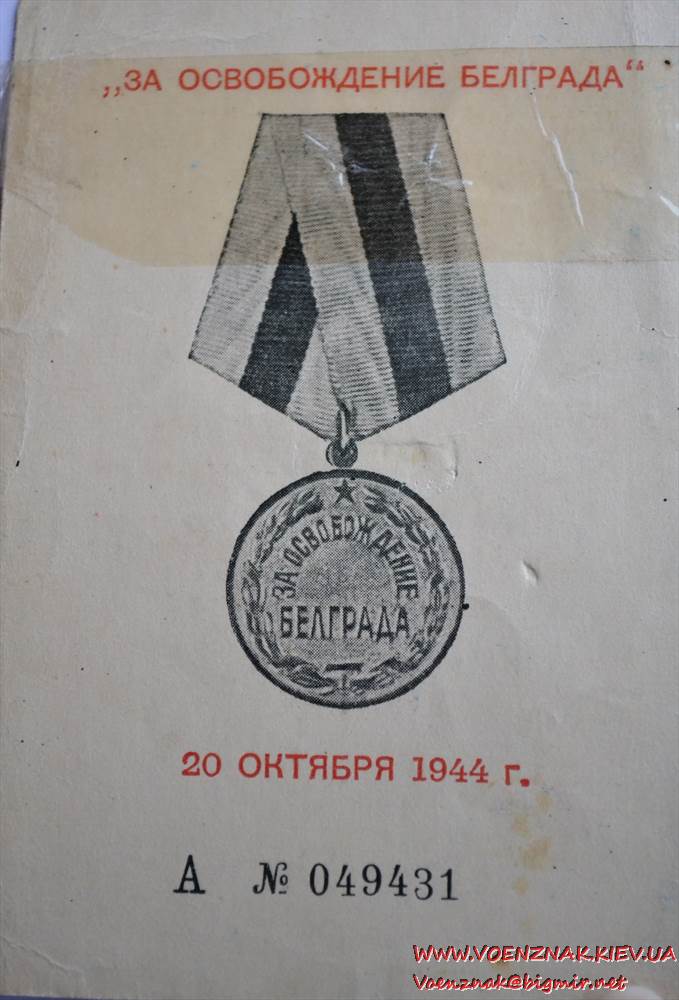 „ЗА ОСВОБОЖДЕНИЕ БЕЛГРАДА“
ЗА ОСВОБОЖДЕНИЕ
БЕЛГРАДА
20 ОКТЯБРЯ 1944 г.
А № 049431
WWW.VOENZNAK.KIEV.UA
Voenznak@bigmir.net